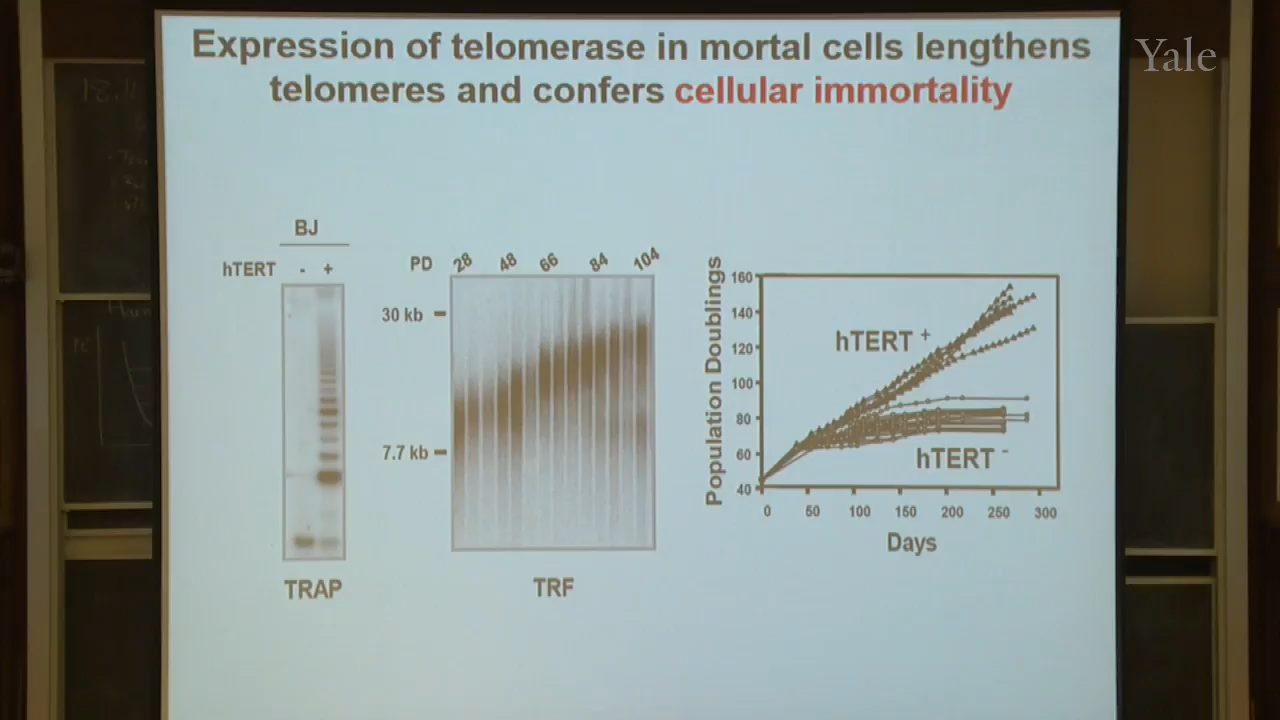 Expression of telomerase in mortal cells lengthens
telomeres and confers cellular immortality
Yale
BJ
hTERT - +
TRAP
PD 28 48 66 84 104
30 kb
7.7 kb
TRF
Population Doublings
160
140
120
100
80
60
40
hTERT +
hTERT -
0 50 100 150 200 250 300
Days